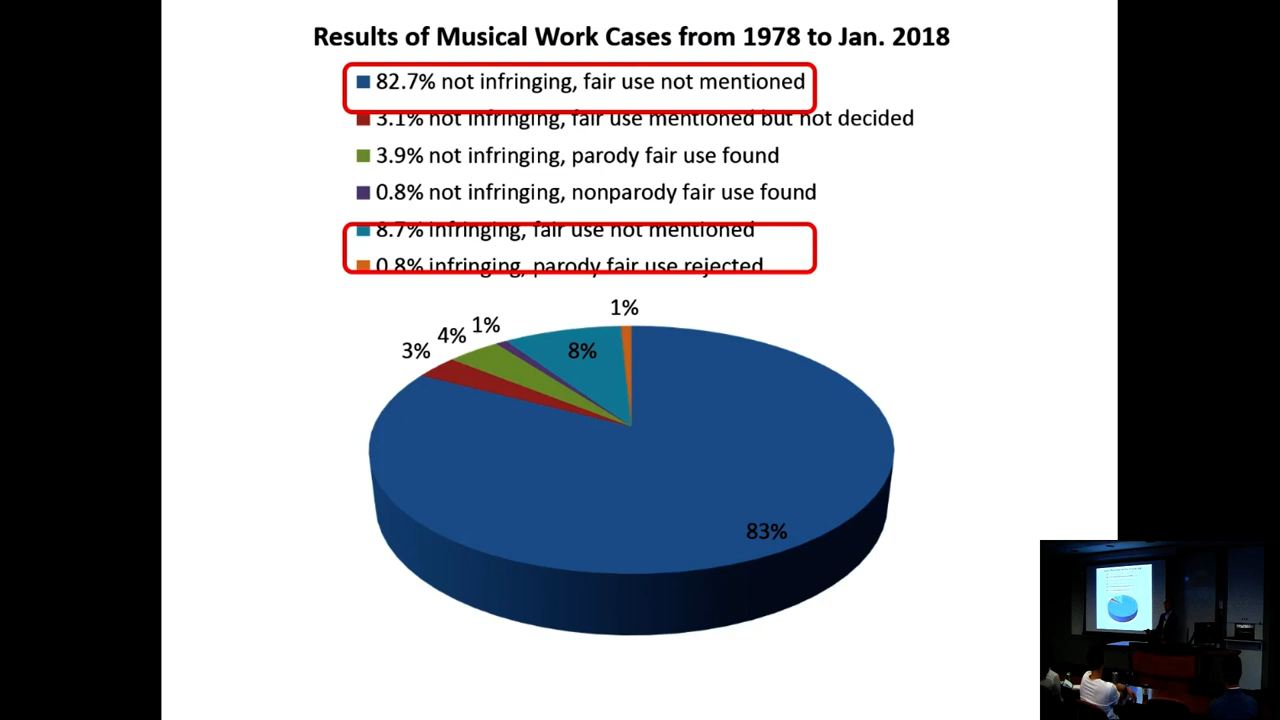 Results of Musical Work Cases from 1978 to Jan. 2018
82.7% not infringing, fair use not mentioned
3.1% not infringing, fair use mentioned but not decided
3.9% not infringing, parody fair use found
0.8% not infringing, nonparody fair use found
8.7% infringing, fair use not mentioned
0.8% infringing, parody fair use rejected
1%
1%
4%
3%
8%
83%